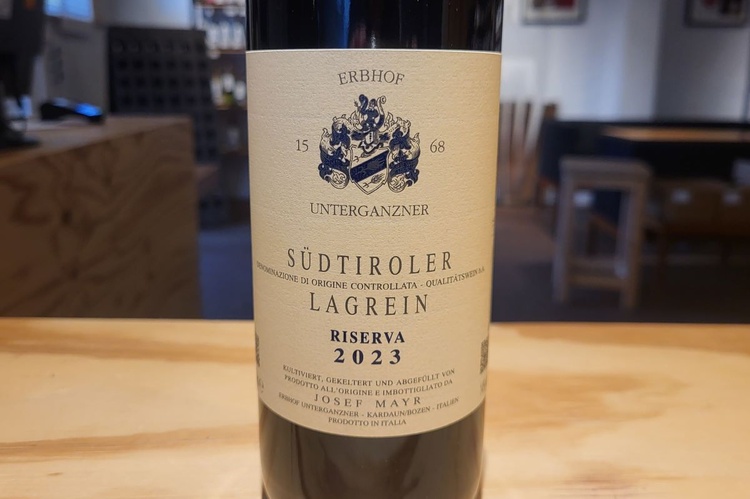 ERBHOF
15 68
UNTERGANZNER
SÜDTIROLER
DENOMINAZIONE DI ORIGINE CONTROLLATA - QUALITÄTSWEIN b.A.
LAGREIN
RISERVA
2023
KULTIVIERT, GEKELTERT UND ABGEFÜLLT VON
PRODOTTO ALL'ORIGINE E IMBOTTIGLIATO DA
JOSEF MAYR
ERBHOF UNTERGANZNER - KARDAUN/BOZEN - ITALIEN
PRODOTTO IN ITALIA